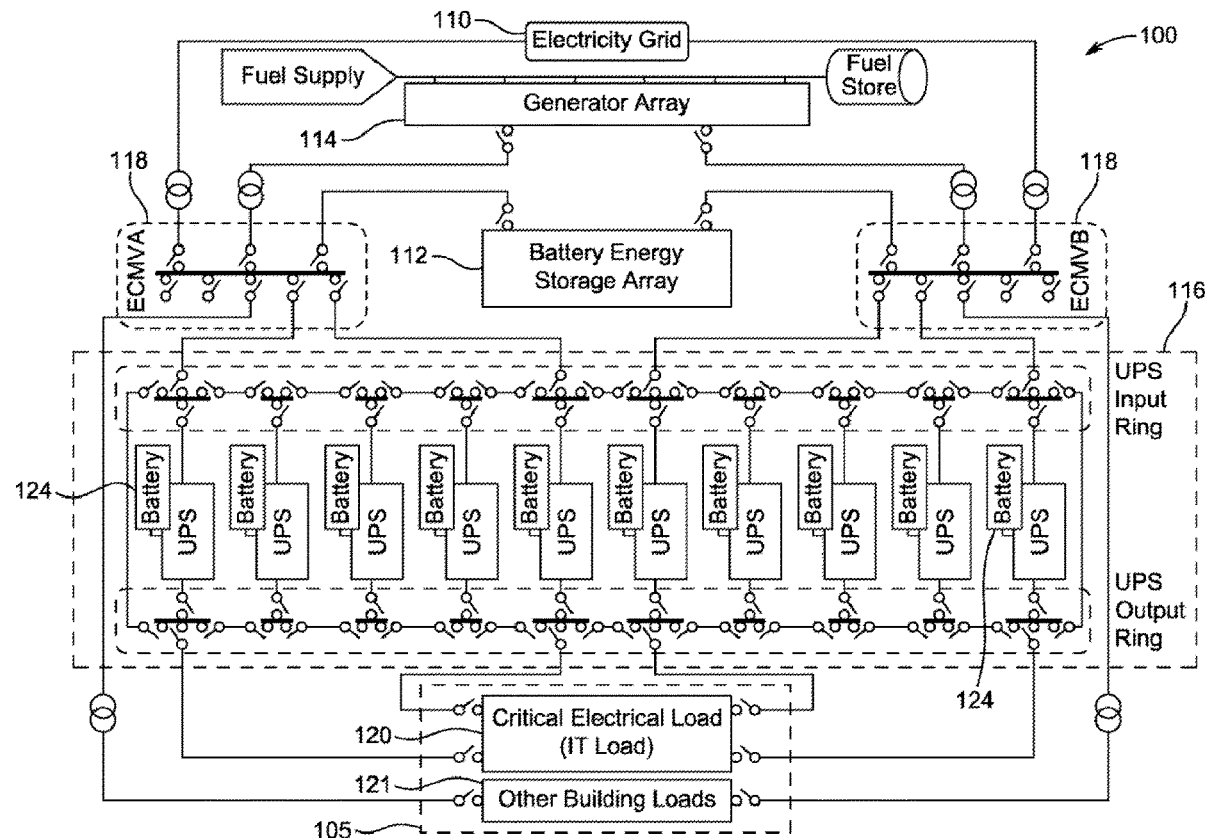 110
Electricity Grid
100
Fuel Supply
Fuel
Store
Generator Array
114
118
118
ECMVA
112
Battery Energy
Storage Array
ECMVB
116
UPS
Input
Ring
124
Battery
UPS
Battery
UPS
Battery
UPS
Battery
UPS
Battery
UPS
Battery
UPS
Battery
UPS
Battery
UPS
Battery
UPS
Battery
UPS
UPS
Output
Ring
124
120
Critical Electrical Load
(IT Load)
121
Other Building Loads
105